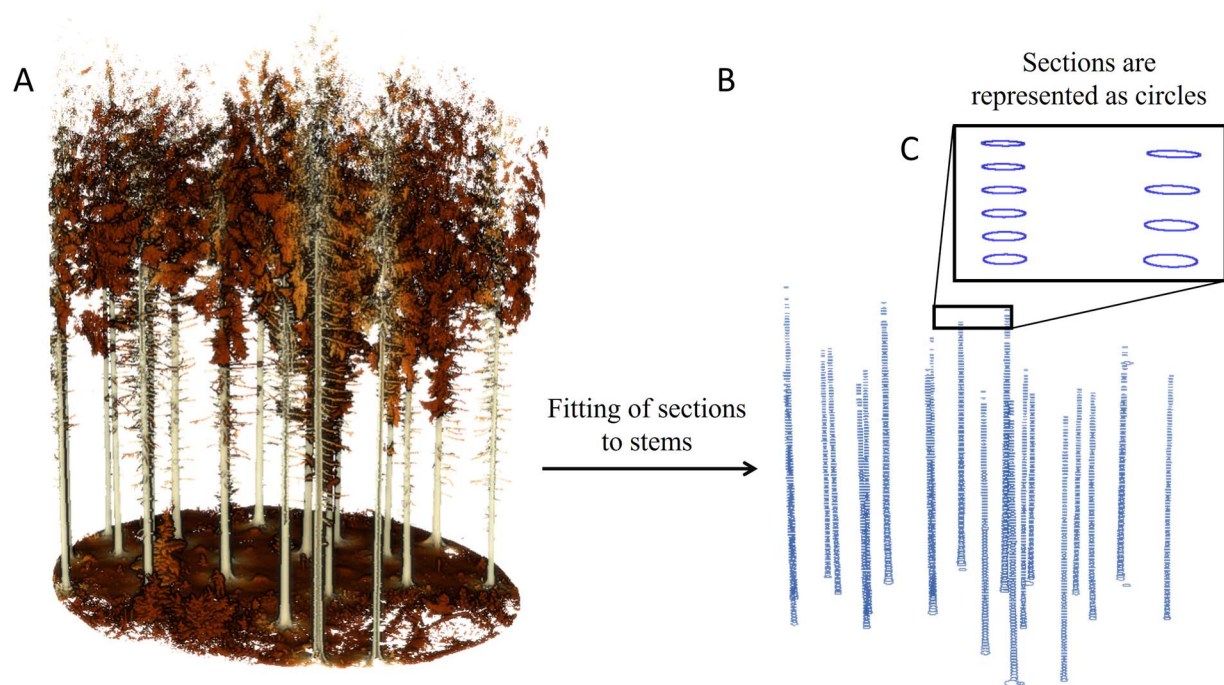 A
B
Sections are
represented as circles
C
Fitting of sections
to stems